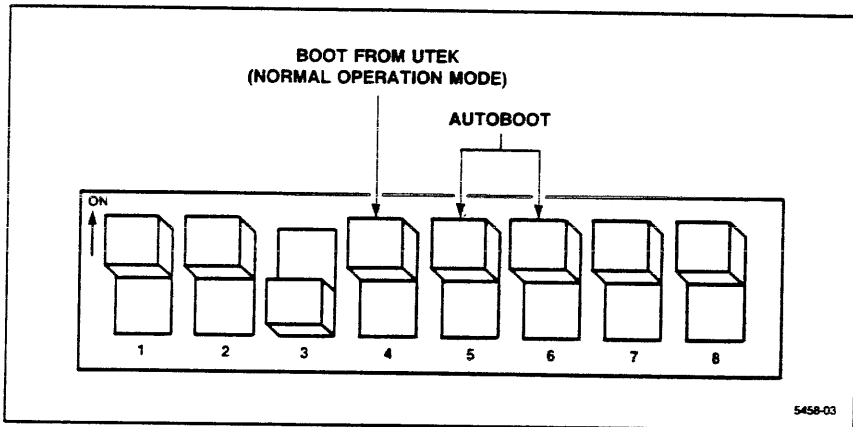 BOOT FROM UTEK
(NORMAL OPERATION MODE)
AUTOBOOT
ON
1 2 3 4 5 6 7 8
5458-03